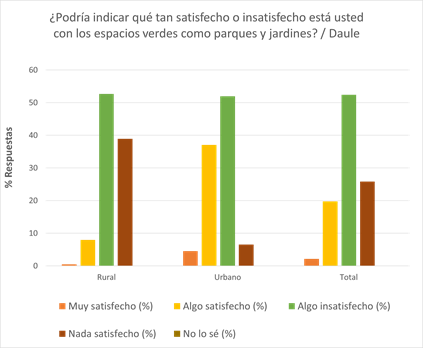 ¿Podría indicar qué tan satisfecho o insatisfecho está usted
con los espacios verdes como parques y jardines? / Daule
% Respuestas
60
50
40
30
20
10
0
Rural Urbano Total
Muy satisfecho (%) Algo satisfecho (%) Algo insatisfecho (%)
Nada satisfecho (%) No lo sé (%)